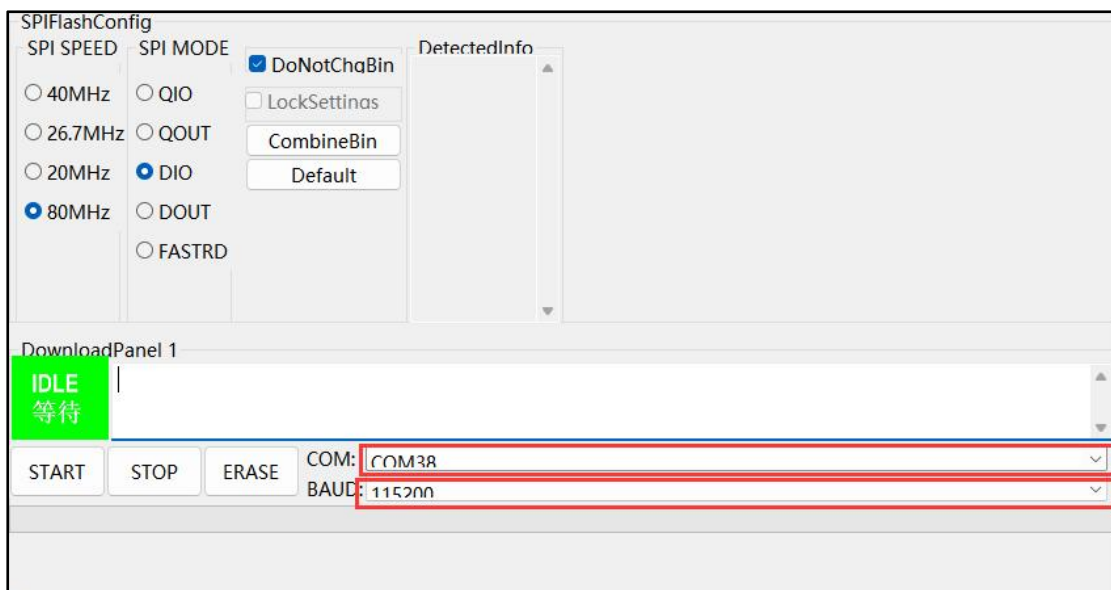 SPIFlashConfig
SPI SPEED
40MHz
26.7MHz
20MHz
80MHz
SPI MODE
QIO
QOUT
DIO
DOUT
FASTRD
DoNotChgBin
LockSettings
CombineBin
Default
DetectedInfo
DownloadPanel 1
IDLE
等待
START
STOP
ERASE
COM: COM38
BAUD: 115200